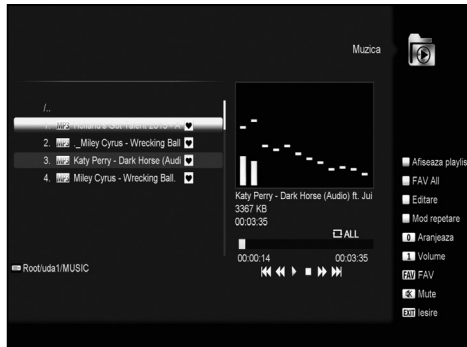 Muzica
/..
1. MP3 Holland's Got Talent 2013 - A
2. MP3 ._Miley Cyrus - Wrecking Ball
3. MP3 Katy Perry - Dark Horse (Audi
4. MP3 Miley Cyrus - Wrecking Ball.
Root/uda1/MUSIC
Katy Perry - Dark Horse (Audio) ft. Jui
3367 KB
00:03:35
ALL
00:00:14 00:03:35
Afiseaza playlis
FAV All
Editare
Mod repetare
0 Aranjeaza
1 Volume
FAV FAV
Mute
EXIT Iesire